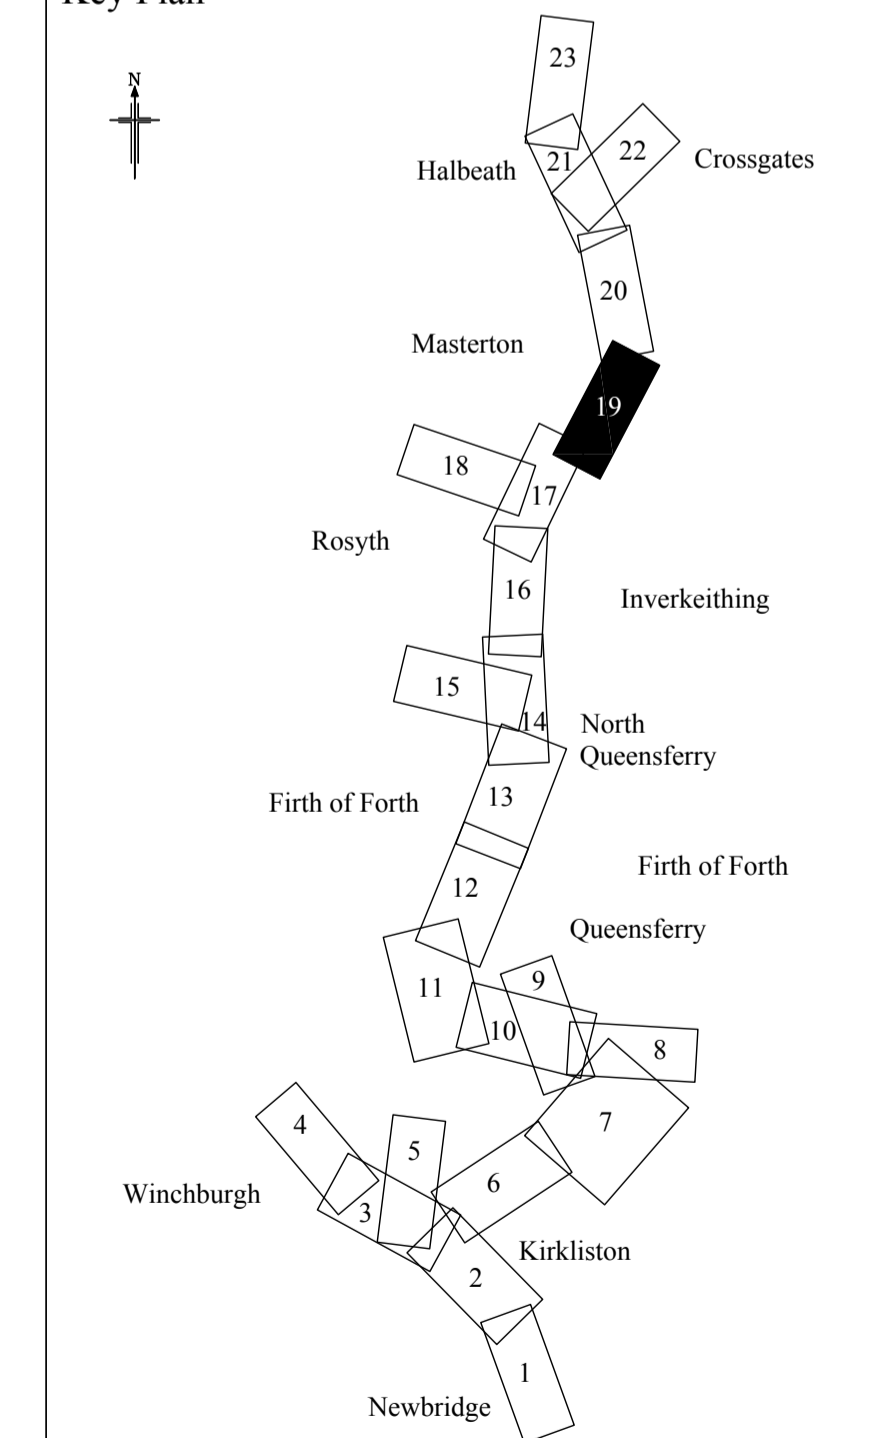 Key Plan
23
N
22
Crossgates
21
Halbeath
20
Masterton
19
18
17
Rosyth
16
Inverkeithing
15
14
North
Queensferry
13
Firth of Forth
Firth of Forth
12
Queensferry
9
11
10
8
7
4
5
6
Winchburgh
3
Kirkliston
2
1
Newbridge